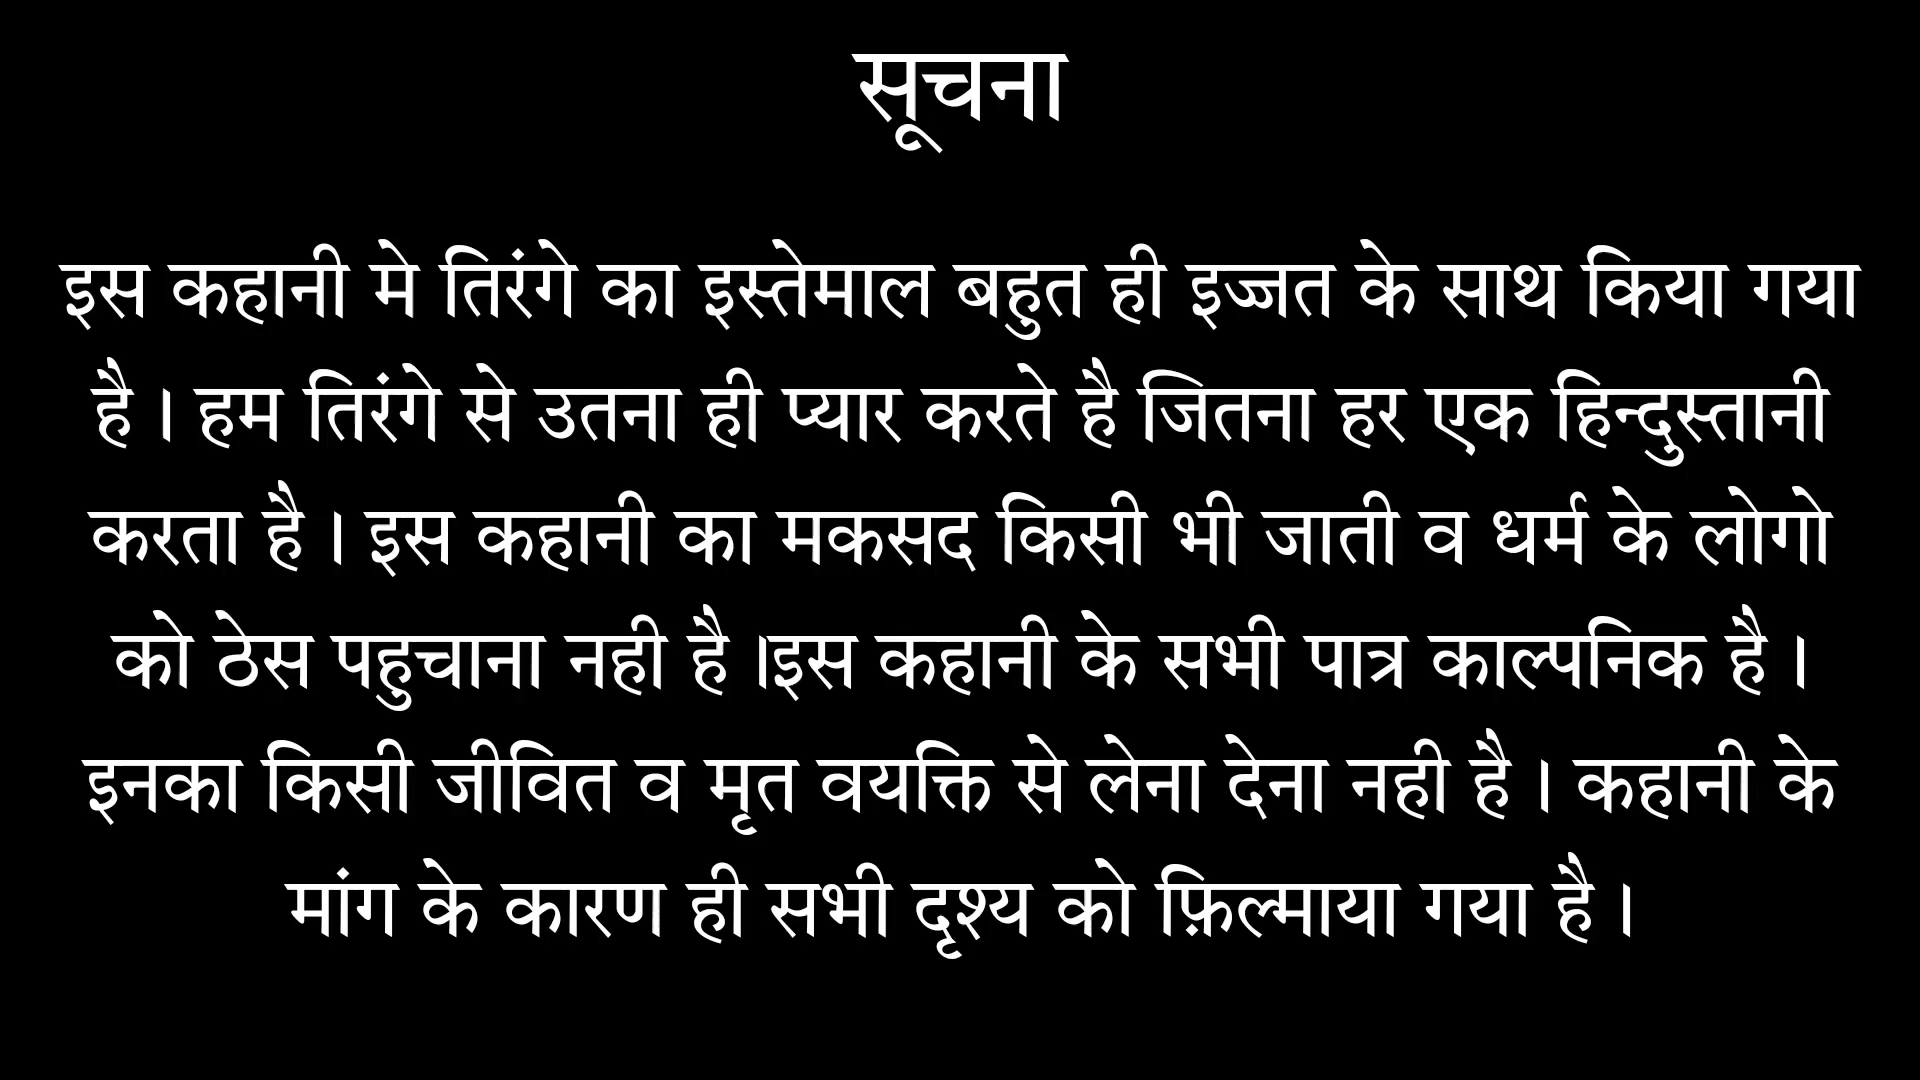 सूचना
इस कहानी मे तिरंगे का इस्तेमाल बहुत ही इज्जत के साथ किया गया
है । हम तिरंगे से उतना ही प्यार करते है जितना हर एक हिन्दुस्तानी
करता है । इस कहानी का मकसद किसी भी जाती व धर्म के लोगो
को ठेस पहुचाना नही है ।इस कहानी के सभी पात्र काल्पनिक है ।
इनका किसी जीवित व मृत वयक्ति से लेना देना नही है । कहानी के
मांग के कारण ही सभी दृश्य को फ़िल्माया गया है ।